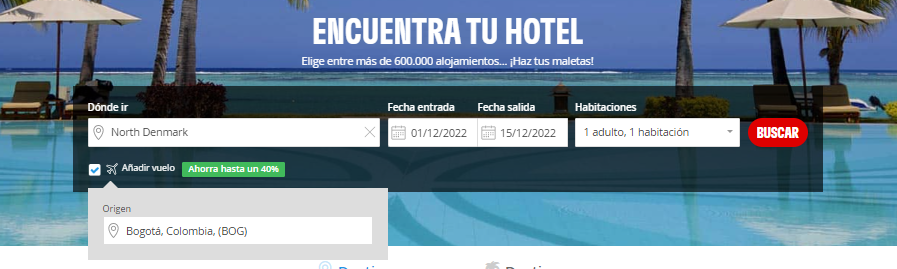 ENCUENTRA TU HOTEL
Elige entre más de 600.000 alojamientos... ¡Haz tus maletas!
Dónde ir
Fecha entrada
Fecha salida
Habitaciones
North Denmark
01/12/2022
15/12/2022
1 adulto, 1 habitación
BUSCAR
Añadir vuelo
Ahorra hasta un 40%
Origen
Bogotá, Colombia, (BOG)